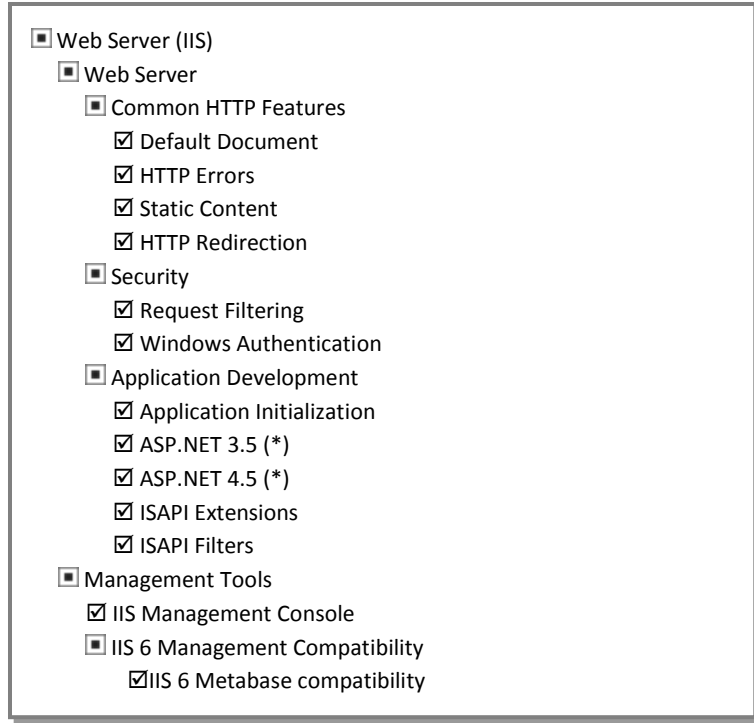 Web Server (IIS)
Web Server
Common HTTP Features
Default Document
HTTP Errors
Static Content
HTTP Redirection
Security
Request Filtering
Windows Authentication
Application Development
Application Initialization
ASP.NET 3.5 (*)
ASP.NET 4.5 (*)
ISAPI Extensions
ISAPI Filters
Management Tools
IIS Management Console
IIS 6 Management Compatibility
IIS 6 Metabase compatibility